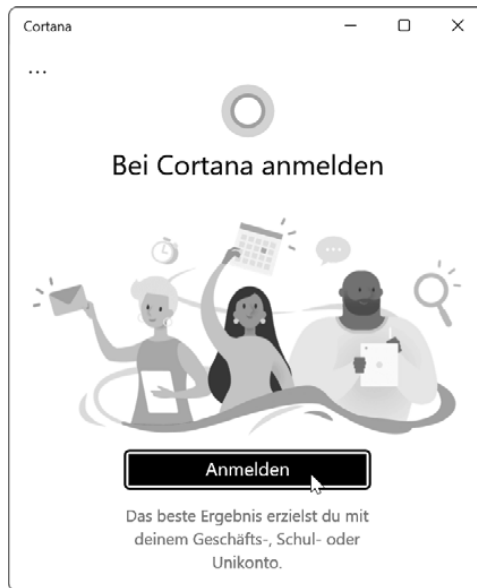 Cortana
...
Bei Cortana anmelden
Anmelden
Das beste Ergebnis erzielst du mit
deinem Geschäfts-, Schul- oder
Unikonto.